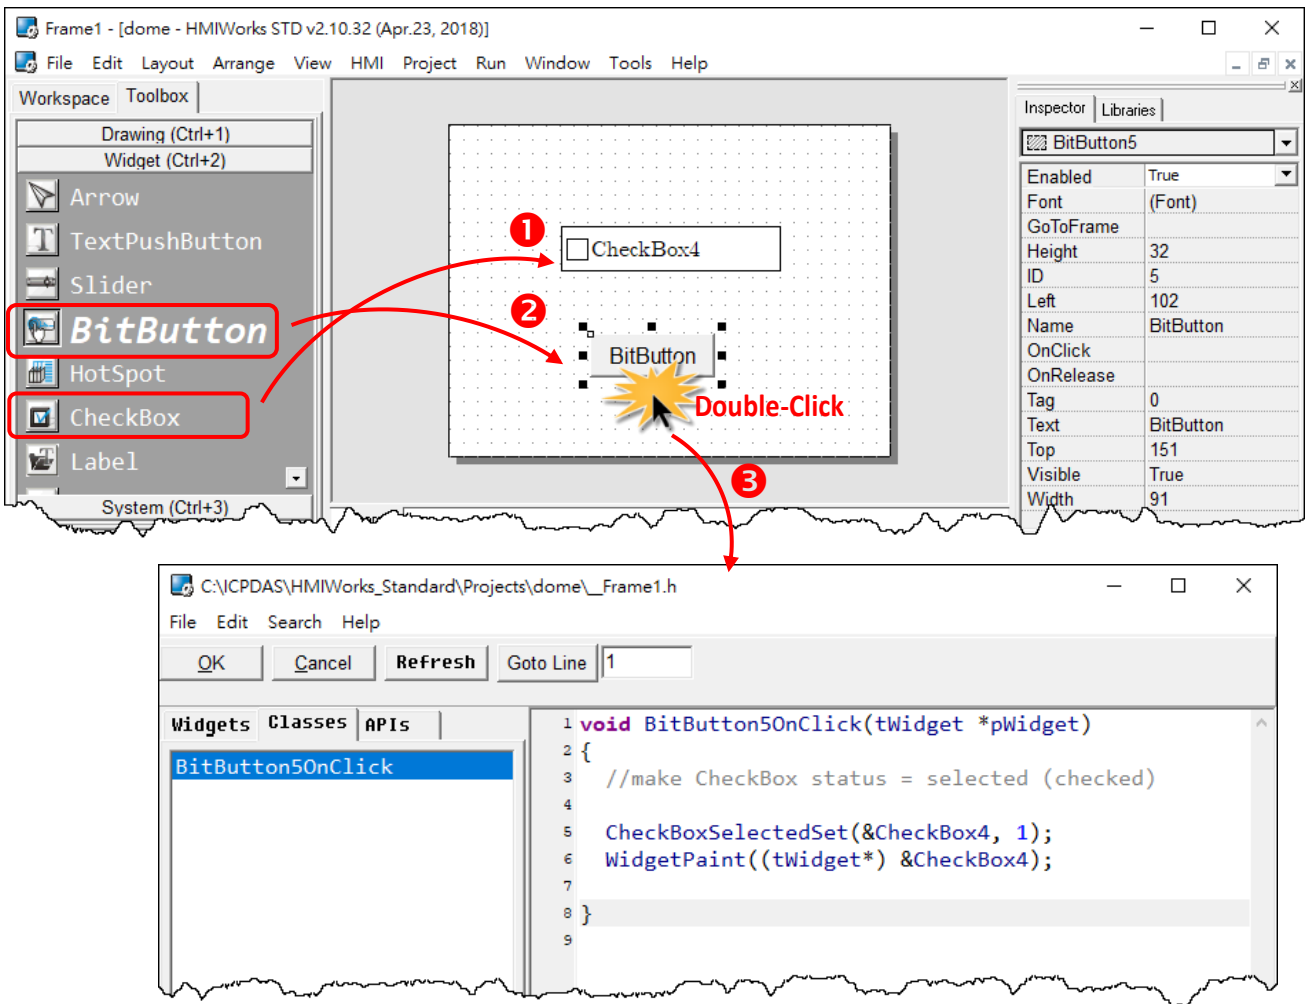 Frame1 - [dome - HMIWorks STD v2.10.32 (Apr.23, 2018)]
File Edit Layout Arrange View HMI Project Run Window Tools Help
Workspace Toolbox
Drawing (Ctrl+1)
Widget (Ctrl+2)
Arrow
TextPushButton
Slider
BitButton
HotSpot
CheckBox
Label
System (Ctrl+3)
1
CheckBox4
2
BitButton
Double-Click
3
Inspector Libraries
BitButton5
Enabled True
Font (Font)
GoToFrame
Height 32
ID 5
Left 102
Name BitButton
OnClick
OnRelease
Tag 0
Text BitButton
Top 151
Visible True
Width 91
C:\ICPDAS\HMIWorks_Standard\Projects\dome\__Frame1.h
File Edit Search Help
OK Cancel Refresh Goto Line 1
Widgets Classes APIs
BitButton5OnClick
1 void BitButton5OnClick(tWidget *pWidget)
2 {
3 //make CheckBox status = selected (checked)
4
5 CheckBoxSelectedSet(&CheckBox4, 1);
6 WidgetPaint((tWidget*) &CheckBox4);
7
8 }
9